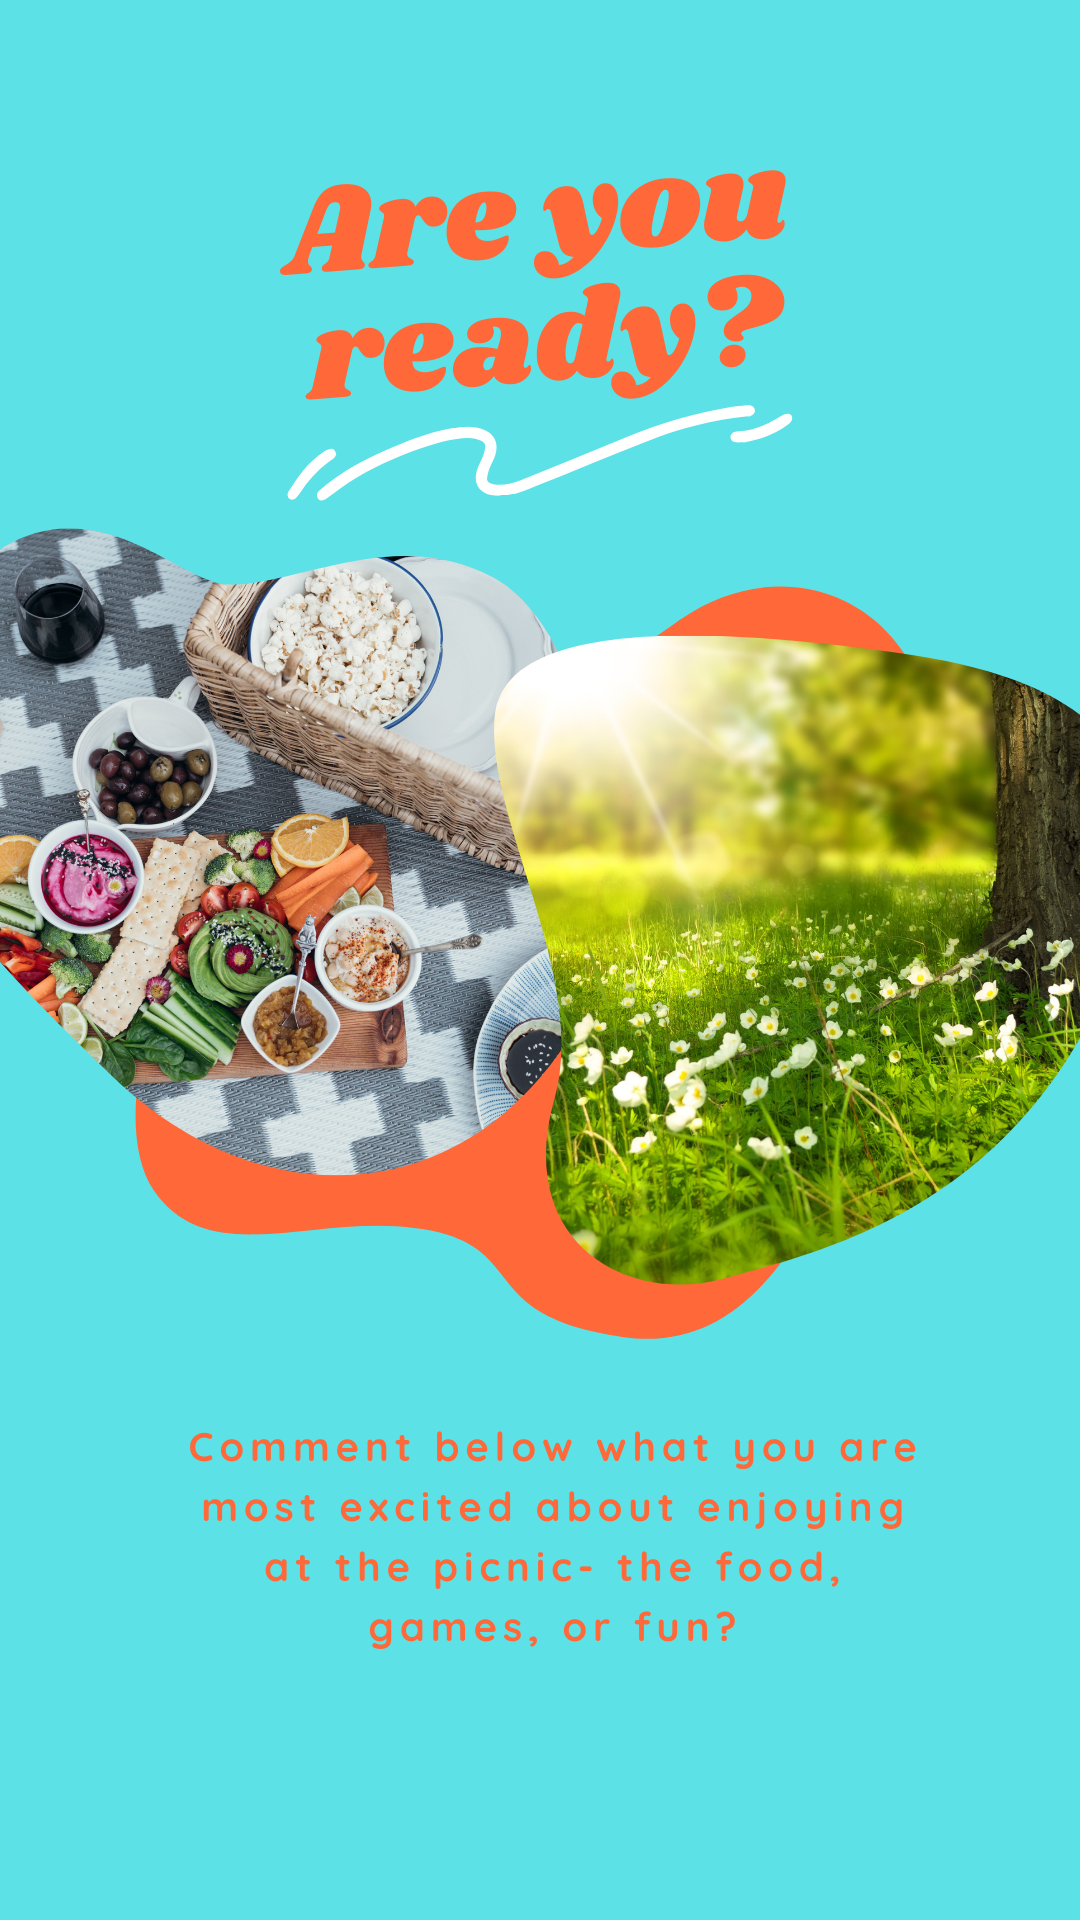 Are you
ready?
Comment below what you are
most excited about enjoying
at the picnic- the food,
games, or fun?